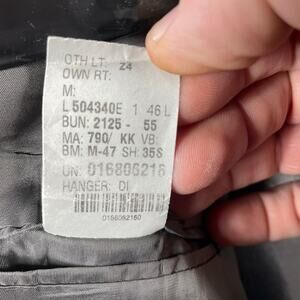 OTH LT: 24
OWN RT:
M:
L504340E 1 46 L
BUN: 2125 - 55
MA: 790/ KK VB:
BM: M-47 SH: 35S
UN: 016806216
HANGER: DI
0156062160